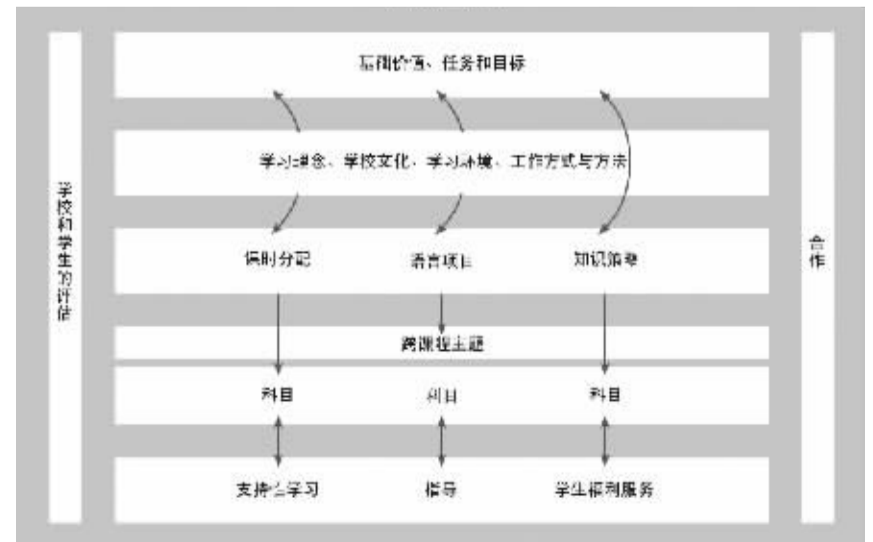 基础价值、任务和目标
学习理念、学校文化、学习环境、工作方式与方法
课时分配
语言项目
知识策略
跨课程主题
科目
科目
科目
支持性学习
指导
学生福利服务
学校和学生的评估
合作